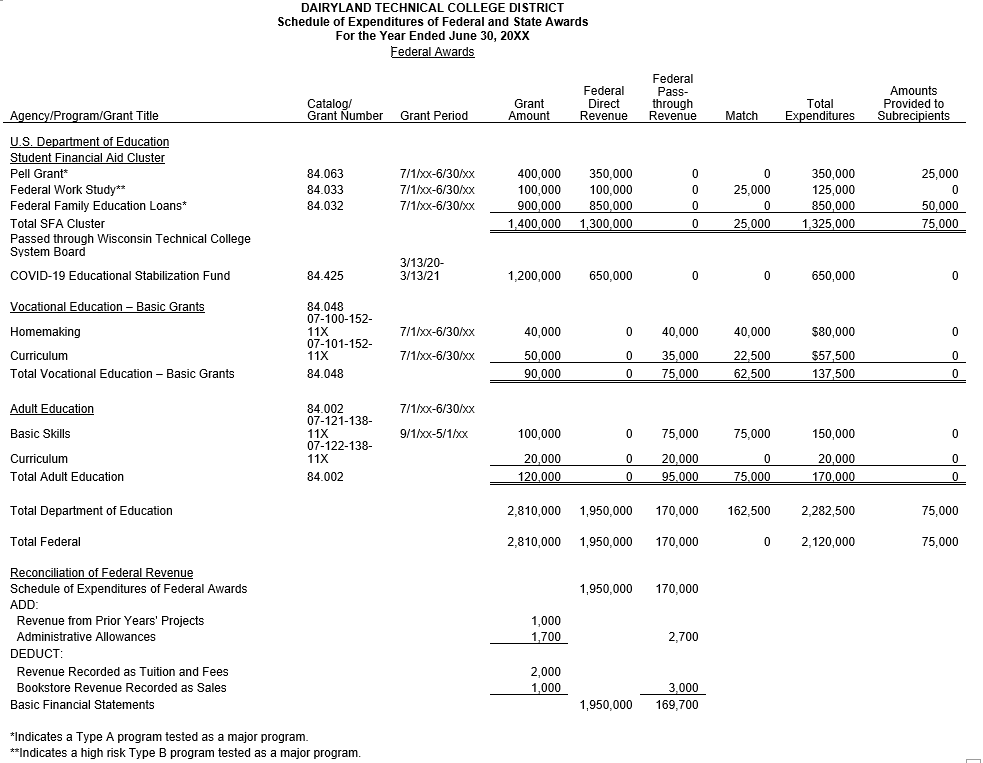 DAIRYLAND TECHNICAL COLLEGE DISTRICT
Schedule of Expenditures of Federal and State Awards
For the Year Ended June 30, 20XX
Federal Awards
Agency/Program/Grant Title Catalog/ Grant Number Grant Period Grant Amount Federal Direct Revenue Federal Pass- through Revenue Match Total Expenditures Amounts Provided to Subrecipients
U.S. Department of Education
Student Financial Aid Cluster
Pell Grant* 84.063 7/1/xx-6/30/xx 400,000 350,000 0 0 350,000 25,000
Federal Work Study** 84.033 7/1/xx-6/30/xx 100,000 100,000 0 25,000 125,000 0
Federal Family Education Loans* 84.032 7/1/xx-6/30/xx 900,000 850,000 0 0 850,000 50,000
Total SFA Cluster 1,400,000 1,300,000 0 25,000 1,325,000 75,000
Passed through Wisconsin Technical College
System Board
3/13/20-
COVID-19 Educational Stabilization Fund 84.425 3/13/21 1,200,000 650,000 0 0 650,000 0
Vocational Education – Basic Grants 84.048
07-100-152-
Homemaking 11X 7/1/xx-6/30/xx 40,000 0 40,000 40,000 $80,000 0
07-101-152-
Curriculum 11X 7/1/xx-6/30/xx 50,000 0 35,000 22,500 $57,500 0
Total Vocational Education – Basic Grants 84.048 90,000 0 75,000 62,500 137,500 0
Adult Education 84.002 7/1/xx-6/30/xx
07-121-138-
Basic Skills 11X 9/1/xx-5/1/xx 100,000 0 75,000 75,000 150,000 0
07-122-138-
Curriculum 11X 20,000 0 20,000 0 20,000 0
Total Adult Education 84.002 120,000 0 95,000 75,000 170,000 0
Total Department of Education 2,810,000 1,950,000 170,000 162,500 2,282,500 75,000
Total Federal 2,810,000 1,950,000 170,000 0 2,120,000 75,000
Reconciliation of Federal Revenue
Schedule of Expenditures of Federal Awards 1,950,000 170,000
ADD:
Revenue from Prior Years' Projects 1,000
Administrative Allowances 1,700 2,700
DEDUCT:
Revenue Recorded as Tuition and Fees 2,000
Bookstore Revenue Recorded as Sales 1,000 3,000
Basic Financial Statements 1,950,000 169,700
*Indicates a Type A program tested as a major program.
**Indicates a high risk Type B program tested as a major program.